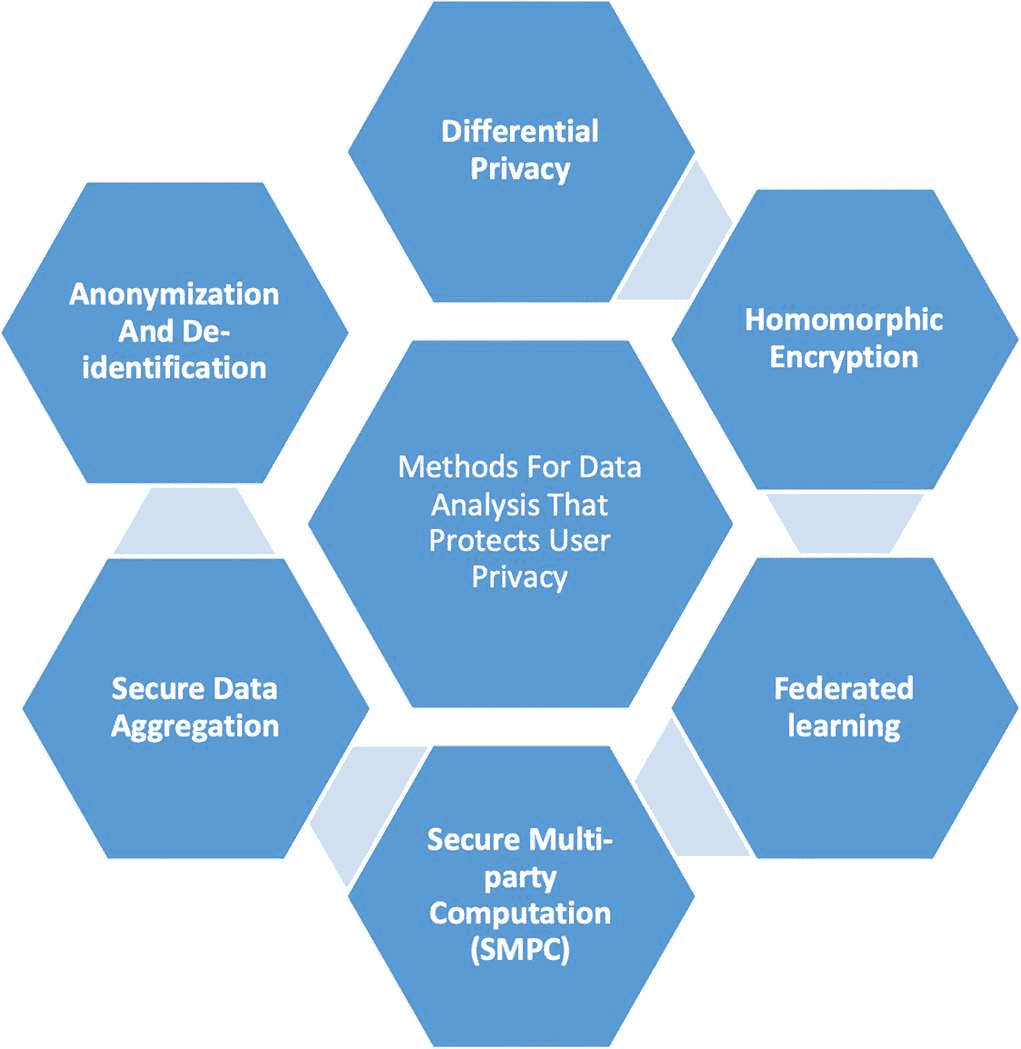 Differential
Privacy
Homomorphic
Encryption
Federated
learning
Secure Multi-
party
Computation
(SMPC)
Secure Data
Aggregation
Anonymization
And De-
identification
Methods For Data
Analysis That
Protects User
Privacy